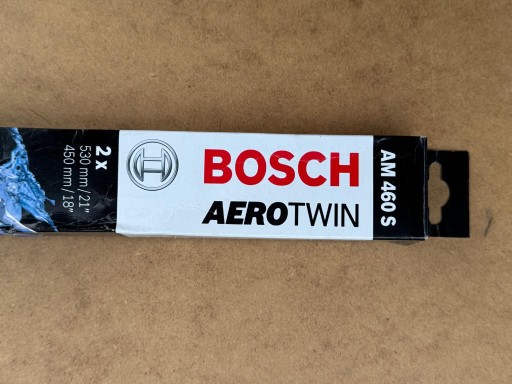 BOSCH
AEROTWIN
AM 460 S
2 x
530 mm / 21"
450 mm / 18"